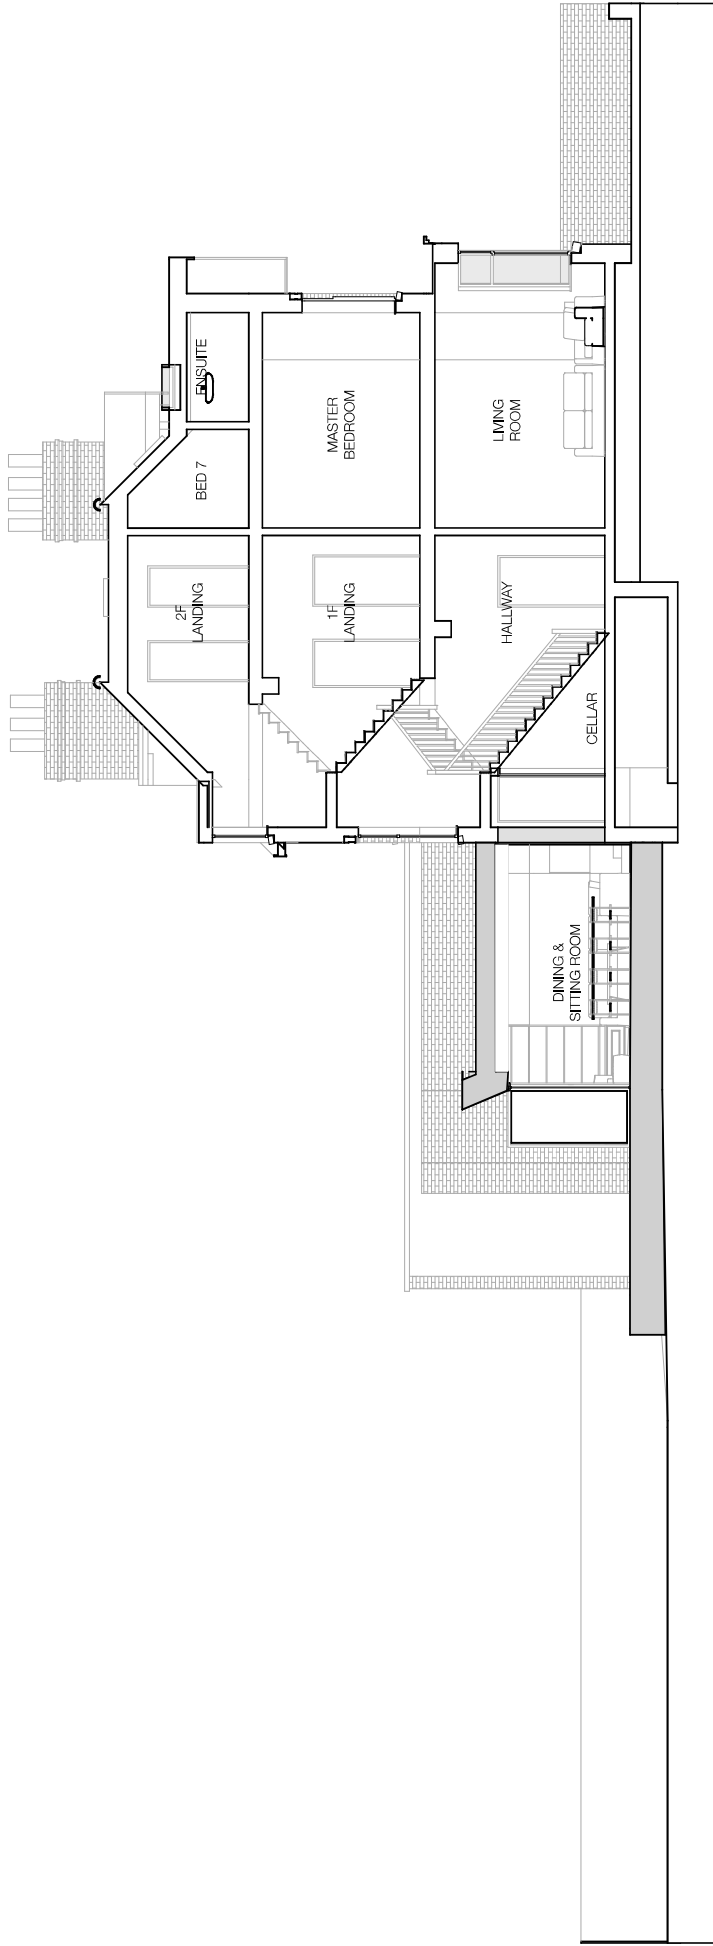 ENSUITE
BED 7
2F
LANDING
MASTER
BEDROOM
1F
LANDING
LIVING
ROOM
HALLWAY
CELLAR
DINING &
SITTING ROOM